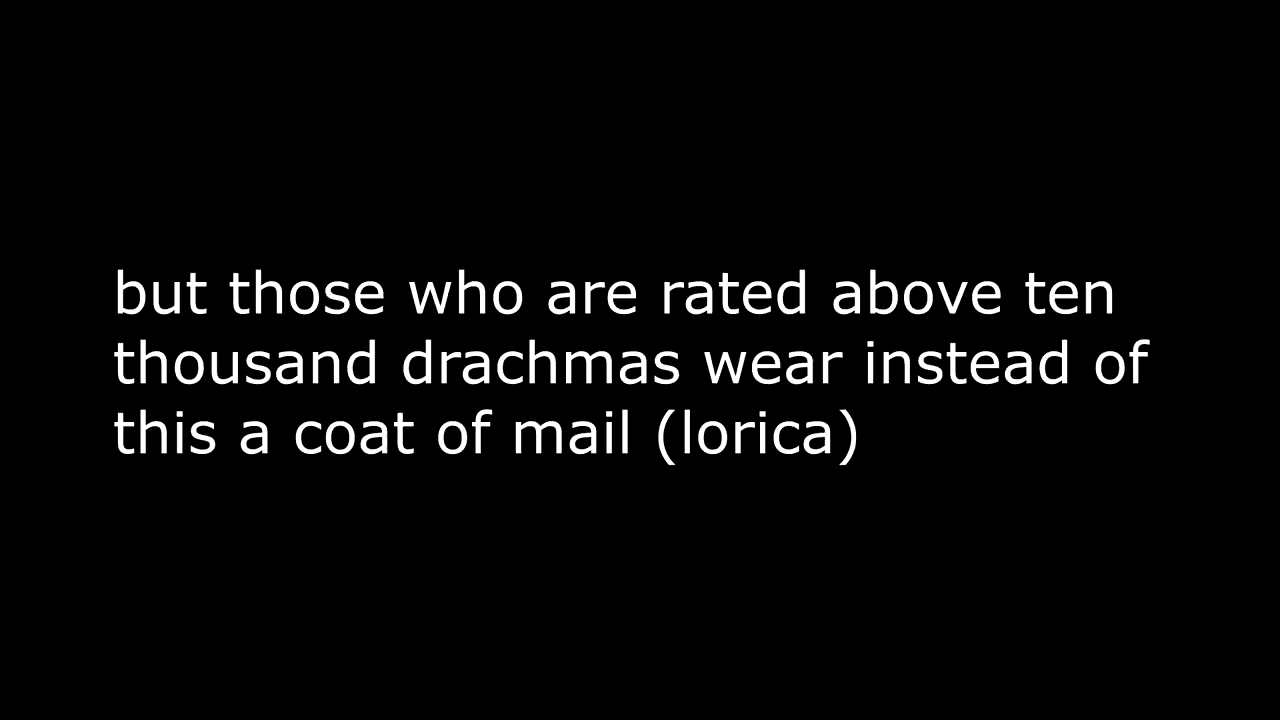 but those who are rated above ten
thousand drachmas wear instead of
this a coat of mail (lorica)